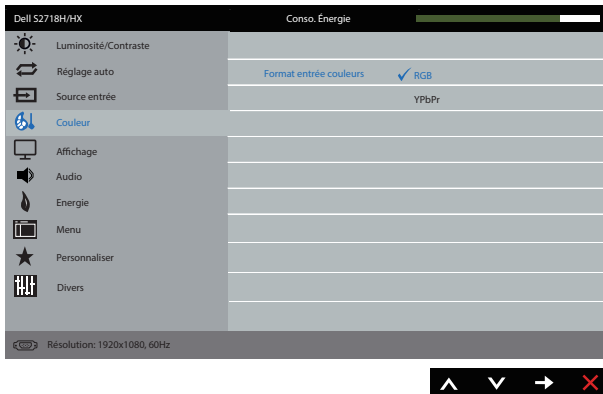 Dell S2718H/HX Conso. Énergie
Luminosité/Contraste
Réglage auto
Format entrée couleurs RGB
Source entrée
YPbPr
Couleur
Affichage
Audio
Energie
Menu
Personnaliser
Divers
Résolution: 1920x1080, 60Hz